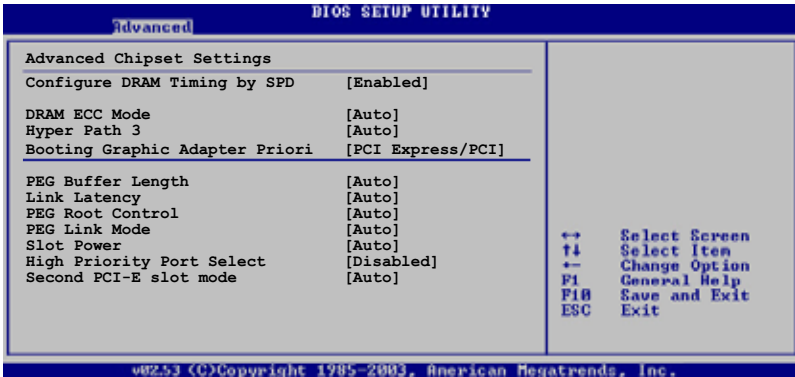 BIOS SETUP UTILITY
Advanced
Advanced Chipset Settings
Configure DRAM Timing by SPD [Enabled]
DRAM ECC Mode [Auto]
Hyper Path 3 [Auto]
Booting Graphic Adapter Priori [PCI Express/PCI]
PEG Buffer Length [Auto]
Link Latency [Auto]
PEG Root Control [Auto]
PEG Link Mode [Auto]
Slot Power [Auto]
High Priority Port Select [Disabled]
Second PCI-E slot mode [Auto]
↔ Select Screen
↑↓ Select Item
+- Change Option
F1 General Help
F10 Save and Exit
ESC Exit
v02.53 (C)Copyright 1985-2003, American Megatrends, Inc.